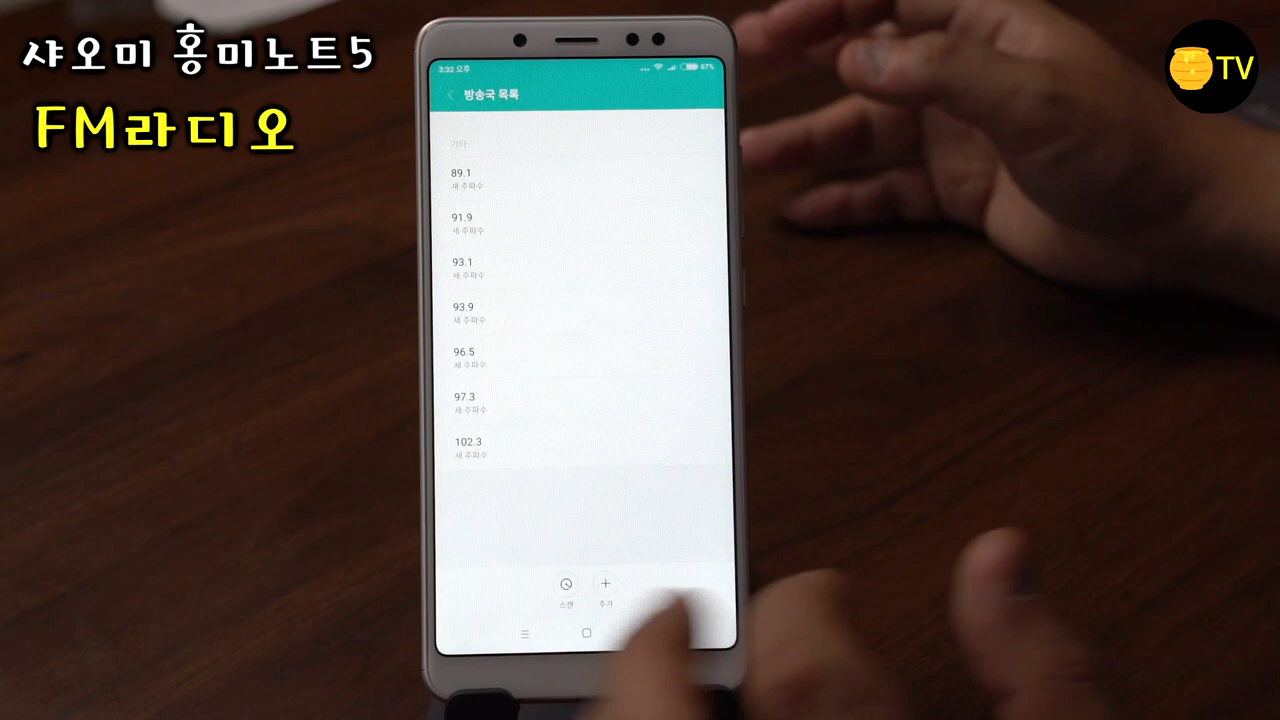 샤오미 홍미노트5
FM라디오
TV
3:32 오후
67%
방송국 목록
기타
89.1
새 주파수
91.9
새 주파수
93.1
새 주파수
93.9
새 주파수
96.5
새 주파수
97.3
새 주파수
102.3
새 주파수
스캔
추가